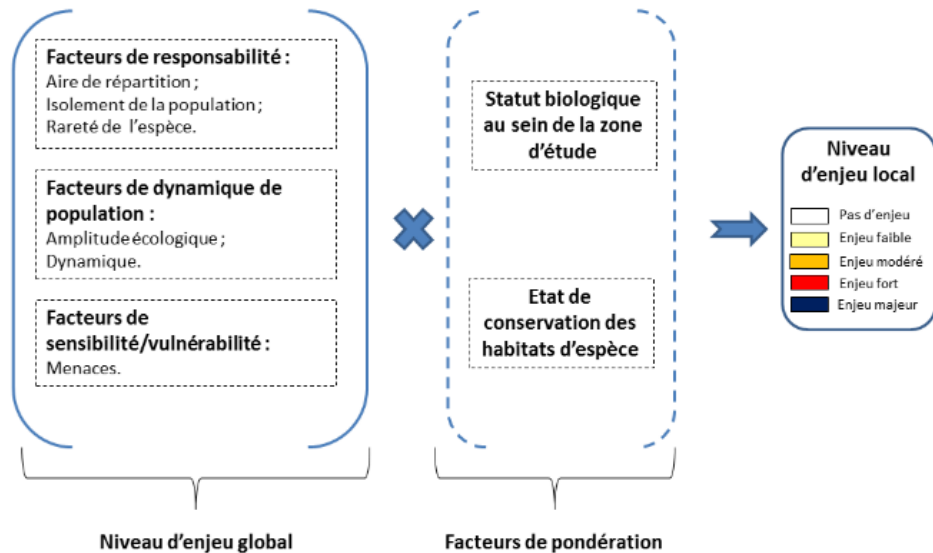 Facteurs de responsabilité :
Aire de répartition ;
Isolement de la population ;
Rareté de l'espèce.
Facteurs de dynamique de
population :
Amplitude écologique ;
Dynamique.
Facteurs de
sensibilité/vulnérabilité :
Menaces.
Niveau d'enjeu global
Statut biologique
au sein de la zone
d'étude
Etat de
conservation des
habitats d'espèce
Facteurs de pondération
Niveau
d'enjeu local
Pas d'enjeu
Enjeu faible
Enjeu modéré
Enjeu fort
Enjeu majeur